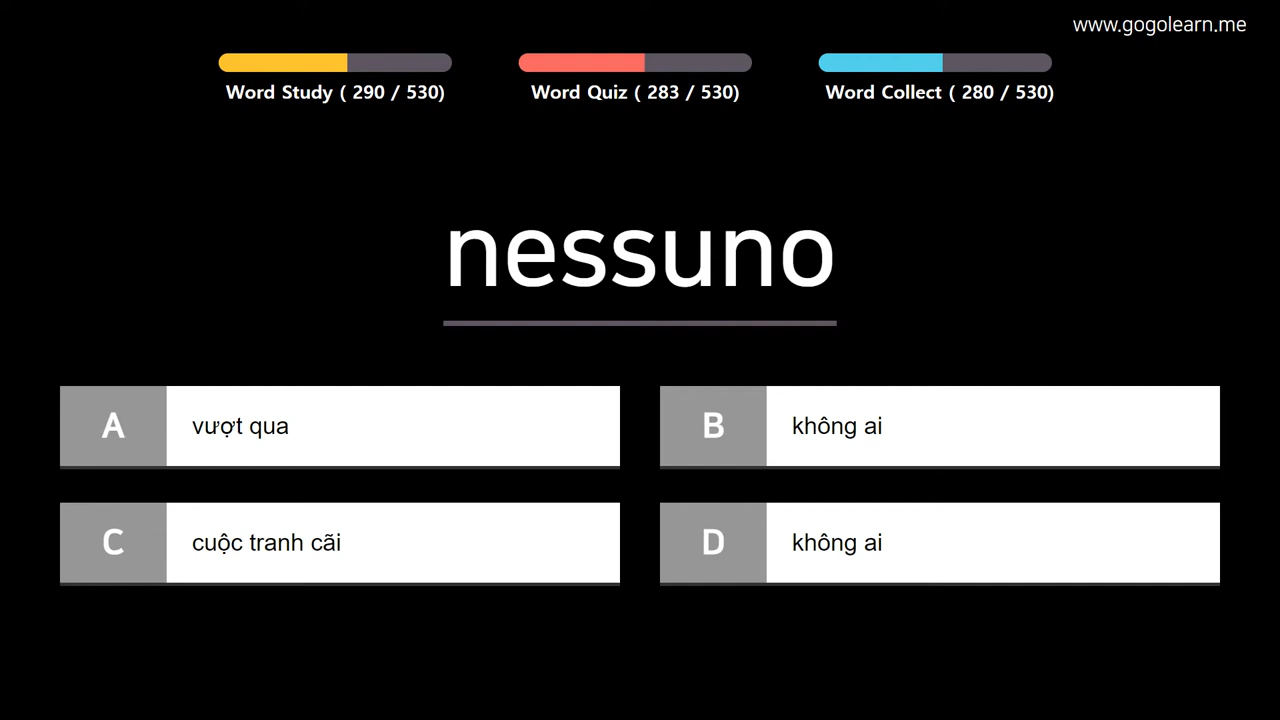 www.gogolearn.me
Word Study ( 290 / 530)
Word Quiz ( 283 / 530)
Word Collect ( 280 / 530)
nessuno
A vượt qua
B không ai
C cuộc tranh cãi
D không ai